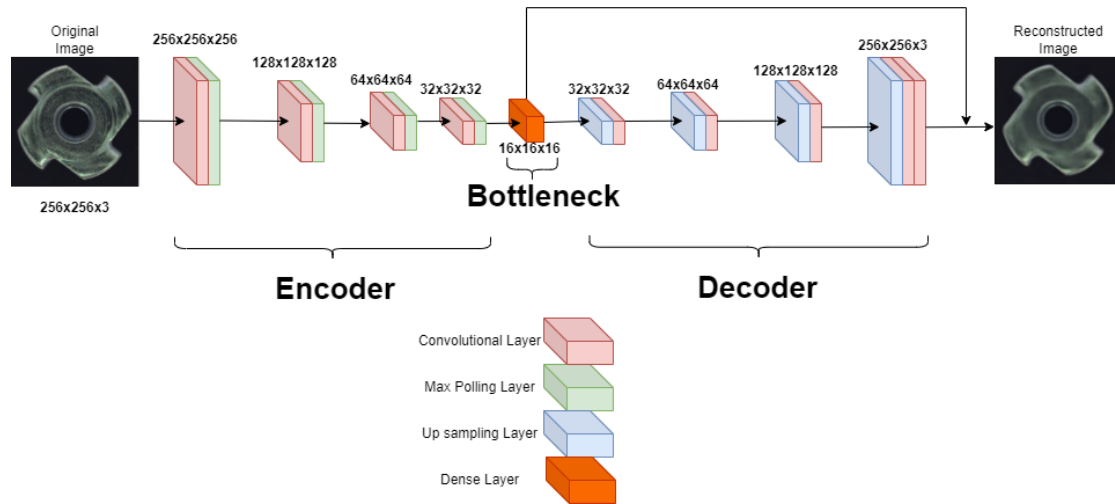 Original
Image
256x256x256
128x128x128
64x64x64
32x32x32
16x16x16
Bottleneck
32x32x32
64x64x64
128x128x128
256x256x3
Reconstructed
Image
256x256x3
Encoder
Decoder
Convolutional Layer
Max Polling Layer
Up sampling Layer
Dense Layer